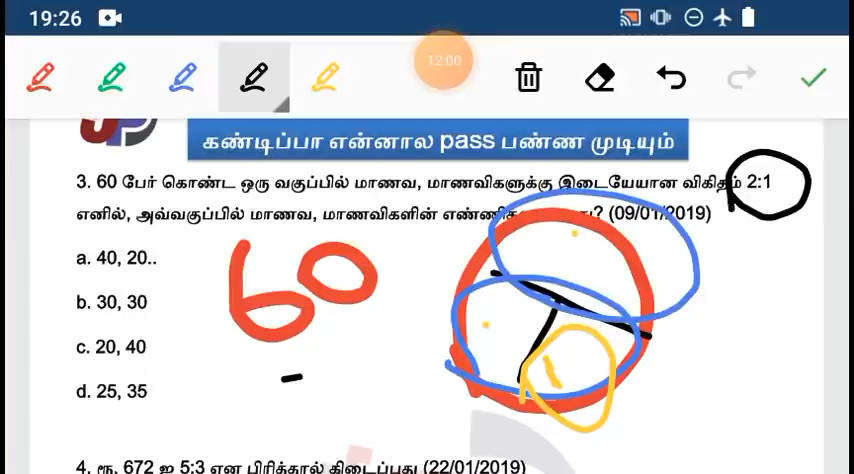 19:26
12:00
JP
கண்டிப்பா என்னால pass பண்ண முடியும்
3. 60 பேர் கொண்ட ஒரு வகுப்பில் மாணவ, மாணவிகளுக்கு இடையேயான விகிதம் 2:1
எனில், அவ்வகுப்பில் மாணவ, மாணவிகளின் (09/01/2019)
a. 40, 20..
60
b. 30, 30
c. 20, 40
d. 25, 35
4. ரூ. 672 ஐ 5:3 என பிரித்தால் கிடைப்பது (22/01/2019)